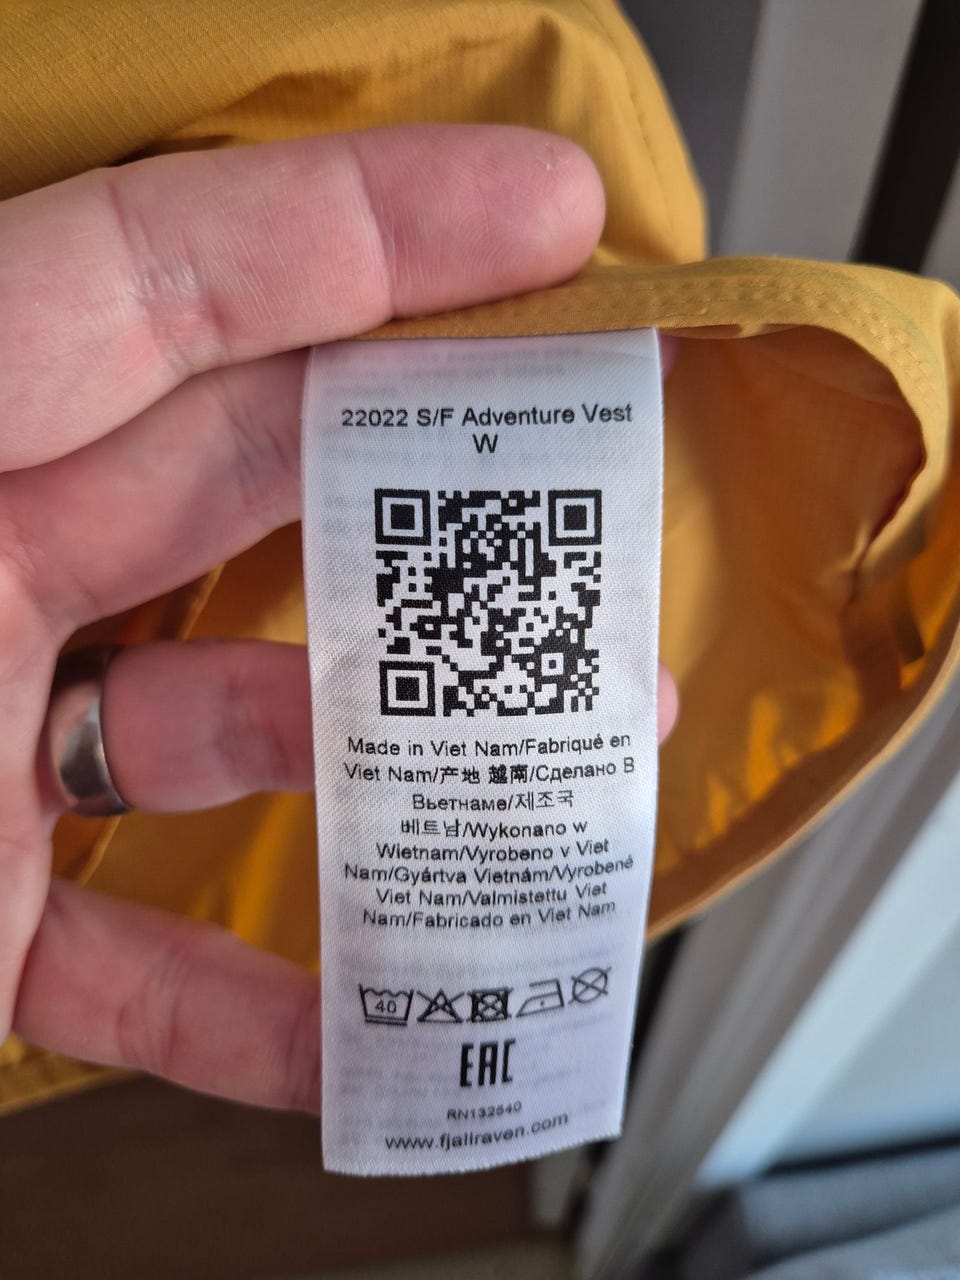 22022 S/F Adventure Vest
W
Made in Viet Nam/Fabriqué en
Viet Nam/产地 越南/Сделано В
Вьетнаме/제조국
베트남/Wykonano w
Wietnam/Vyrobeno v Viet
Nam/Gyártva Vietnám/Vyrobené
Viet Nam/Valmistettu Viet
Nam/Fabricado en Viet Nam
40
EAC
RN132640
www.fjallraven.com